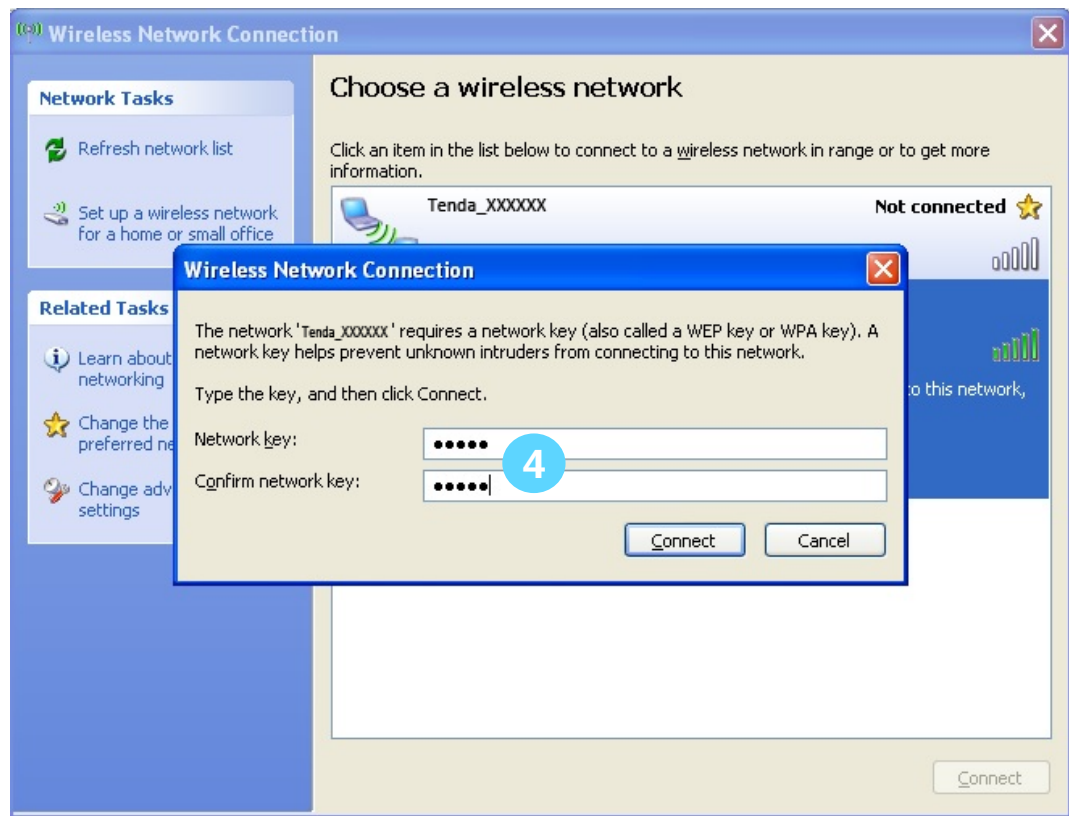 Wireless Network Connection
Network Tasks
Refresh network list
Set up a wireless network
for a home or small office
Related Tasks
Learn about
networking
Change the
preferred ne
Change adv
settings
Choose a wireless network
Click an item in the list below to connect to a wireless network in range or to get more
information.
Tenda_XXXXXX
Not connected
to this network,
Wireless Network Connection
The network 'Tenda_XXXXXX' requires a network key (also called a WEP key or WPA key). A
network key helps prevent unknown intruders from connecting to this network.
Type the key, and then click Connect.
Network key:
●●●●●
4
Confirm network key:
●●●●●
Connect
Cancel
Connect